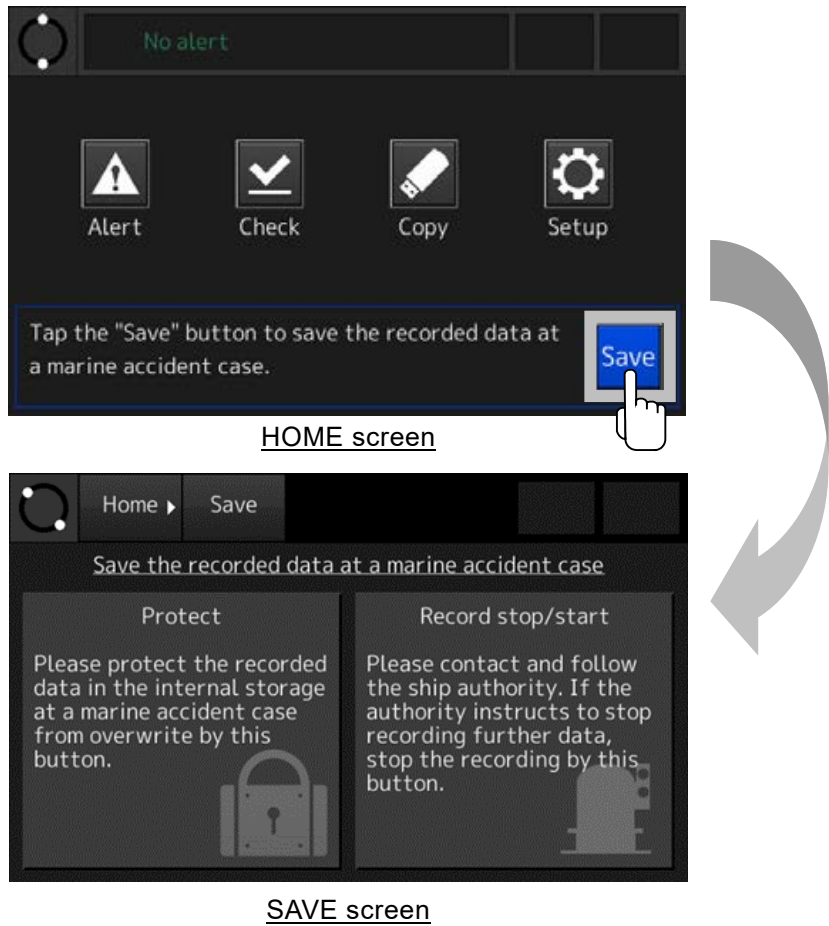 No alert
Alert
Check
Copy
Setup
Tap the "Save" button to save the recorded data at
a marine accident case.
Save
HOME screen
Home
Save
Save the recorded data at a marine accident case
Protect
Please protect the recorded
data in the internal storage
at a marine accident case
from overwrite by this
button.
Record stop/start
Please contact and follow
the ship authority. If the
authority instructs to stop
recording further data,
stop the recording by this
button.
SAVE screen